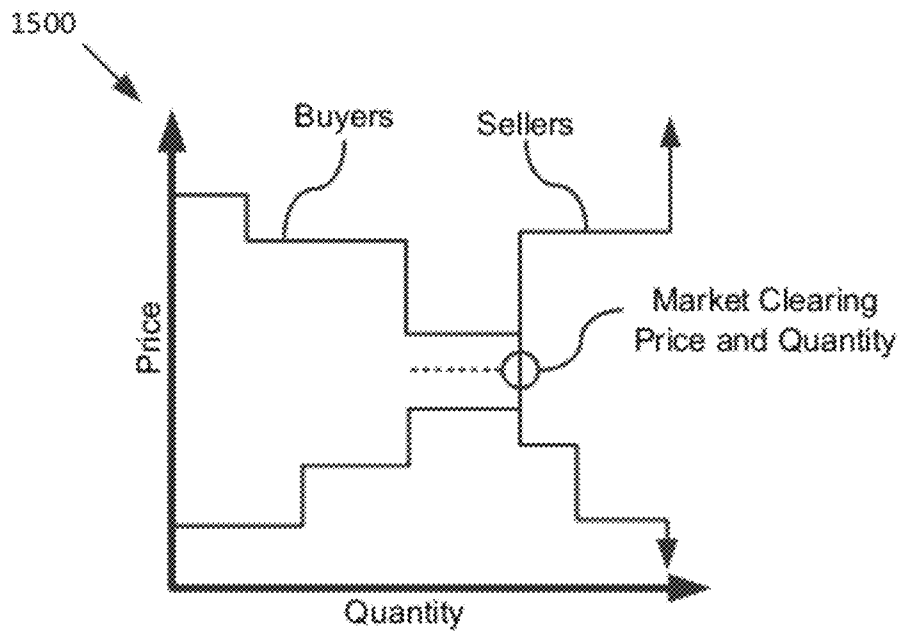 1500
Buyers
Sellers
Market Clearing
Price and Quantity
Price
Quantity